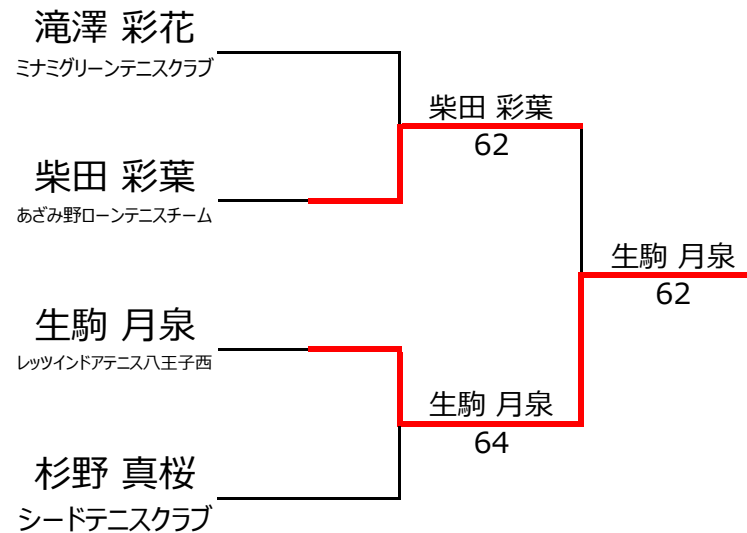 滝澤 彩花
ミナミグリーンテニスクラブ
柴田 彩葉
62
柴田 彩葉
あざみ野ローンテニスチーム
生駒 月泉
62
生駒 月泉
レッツインドアテニス八王子西
生駒 月泉
64
杉野 真桜
シードテニスクラブ